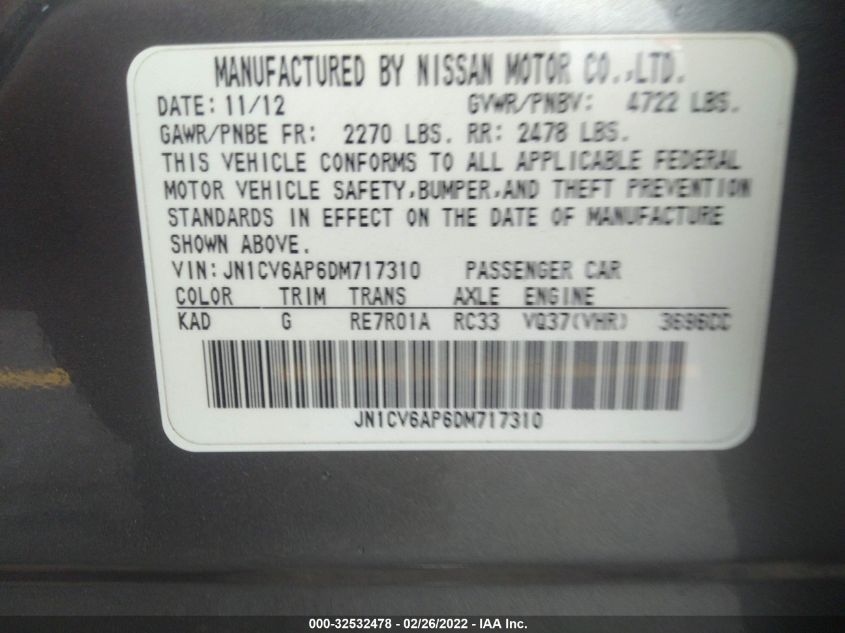 MANUFACTURED BY NISSAN MOTOR CO.,LTD.
DATE: 11/12 GVWR/PNBV: 4722 LBS.
GAWR/PNBE FR: 2270 LBS. RR: 2478 LBS.
THIS VEHICLE CONFORMS TO ALL APPLICABLE FEDERAL
MOTOR VEHICLE SAFETY,BUMPER,AND THEFT PREVENTION
STANDARDS IN EFFECT ON THE DATE OF MANUFACTURE
SHOWN ABOVE.
VIN: JN1CV6AP6DM717310 PASSENGER CAR
COLOR TRIM TRANS AXLE ENGINE
KAD G RE7R01A RC33 VQ37(VHR) 3696CC
JN1CV6AP6DM717310
000-32532478 - 02/26/2022 - IAA Inc.